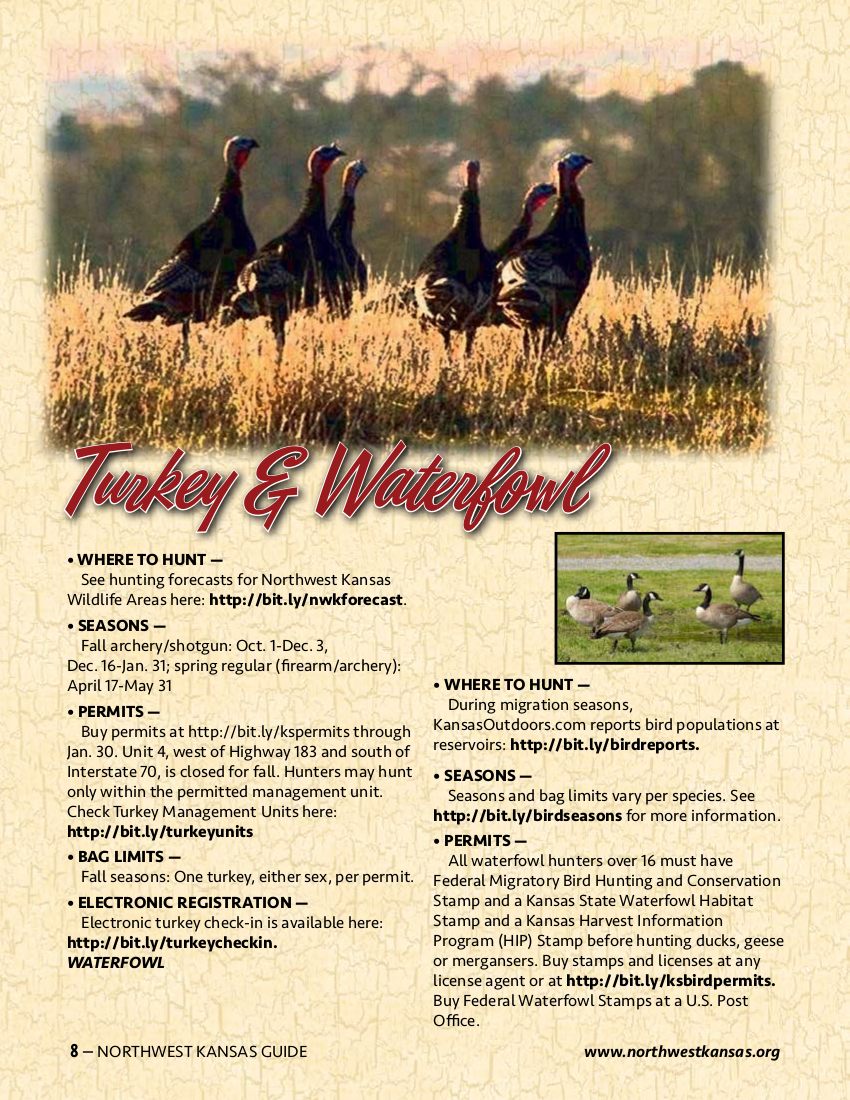 Turkey & Waterfowl
• WHERE TO HUNT —
See hunting forecasts for Northwest Kansas
Wildlife Areas here: http://bit.ly/nwkforecast.
• SEASONS —
Fall archery/shotgun: Oct. 1-Dec. 3,
Dec. 16-Jan. 31; spring regular (firearm/archery):
April 17-May 31
• PERMITS —
Buy permits at http://bit.ly/kspermits through
Jan. 30. Unit 4, west of Highway 183 and south of
Interstate 70, is closed for fall. Hunters may hunt
only within the permitted management unit.
Check Turkey Management Units here:
http://bit.ly/turkeyunits
• BAG LIMITS —
Fall seasons: One turkey, either sex, per permit.
• ELECTRONIC REGISTRATION —
Electronic turkey check-in is available here:
http://bit.ly/turkeycheckin.
WATERFOWL
• WHERE TO HUNT —
During migration seasons,
KansasOutdoors.com reports bird populations at
reservoirs: http://bit.ly/birdreports.
• SEASONS —
Seasons and bag limits vary per species. See
http://bit.ly/birdseasons for more information.
• PERMITS —
All waterfowl hunters over 16 must have
Federal Migratory Bird Hunting and Conservation
Stamp and a Kansas State Waterfowl Habitat
Stamp and a Kansas Harvest Information
Program (HIP) Stamp before hunting ducks, geese
or mergansers. Buy stamps and licenses at any
license agent or at http://bit.ly/ksbirdpermits.
Buy Federal Waterfowl Stamps at a U.S. Post
Office.
8 — NORTHWEST KANSAS GUIDE
www.northwestkansas.org